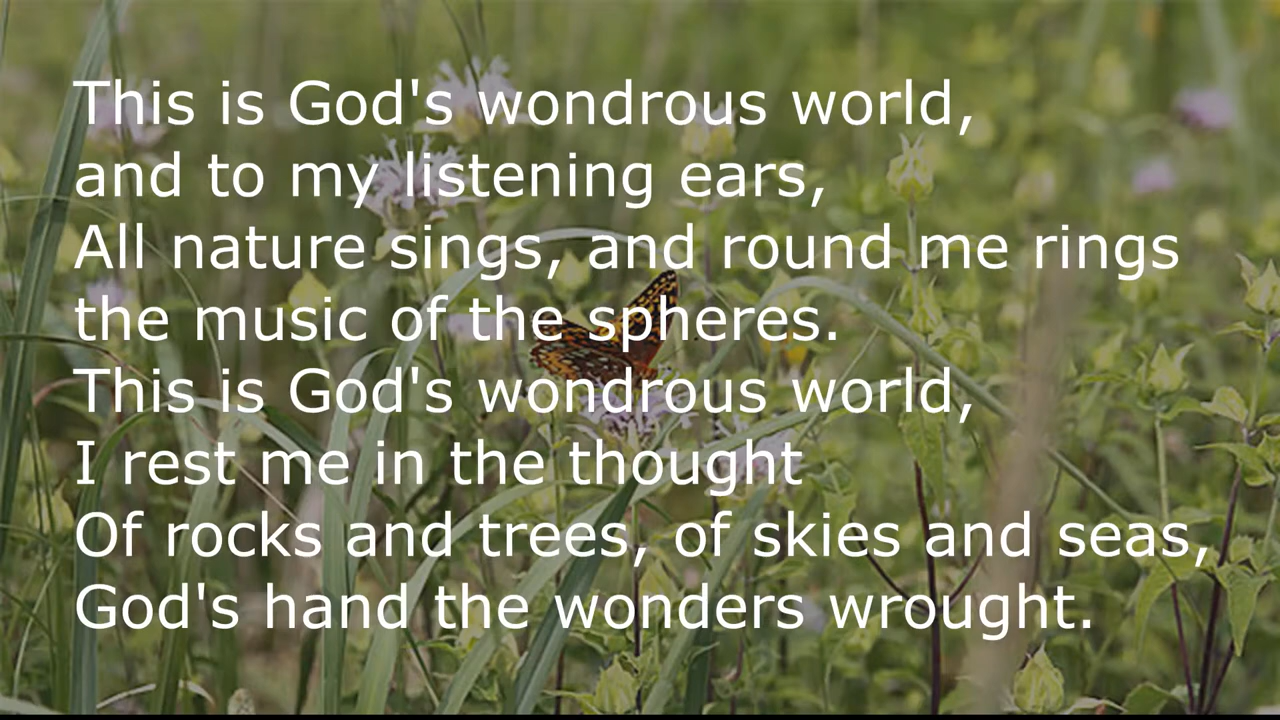 This is God's wondrous world,
and to my listening ears,
All nature sings, and round me rings
the music of the spheres.
This is God's wondrous world,
I rest me in the thought
Of rocks and trees, of skies and seas,
God's hand the wonders wrought.